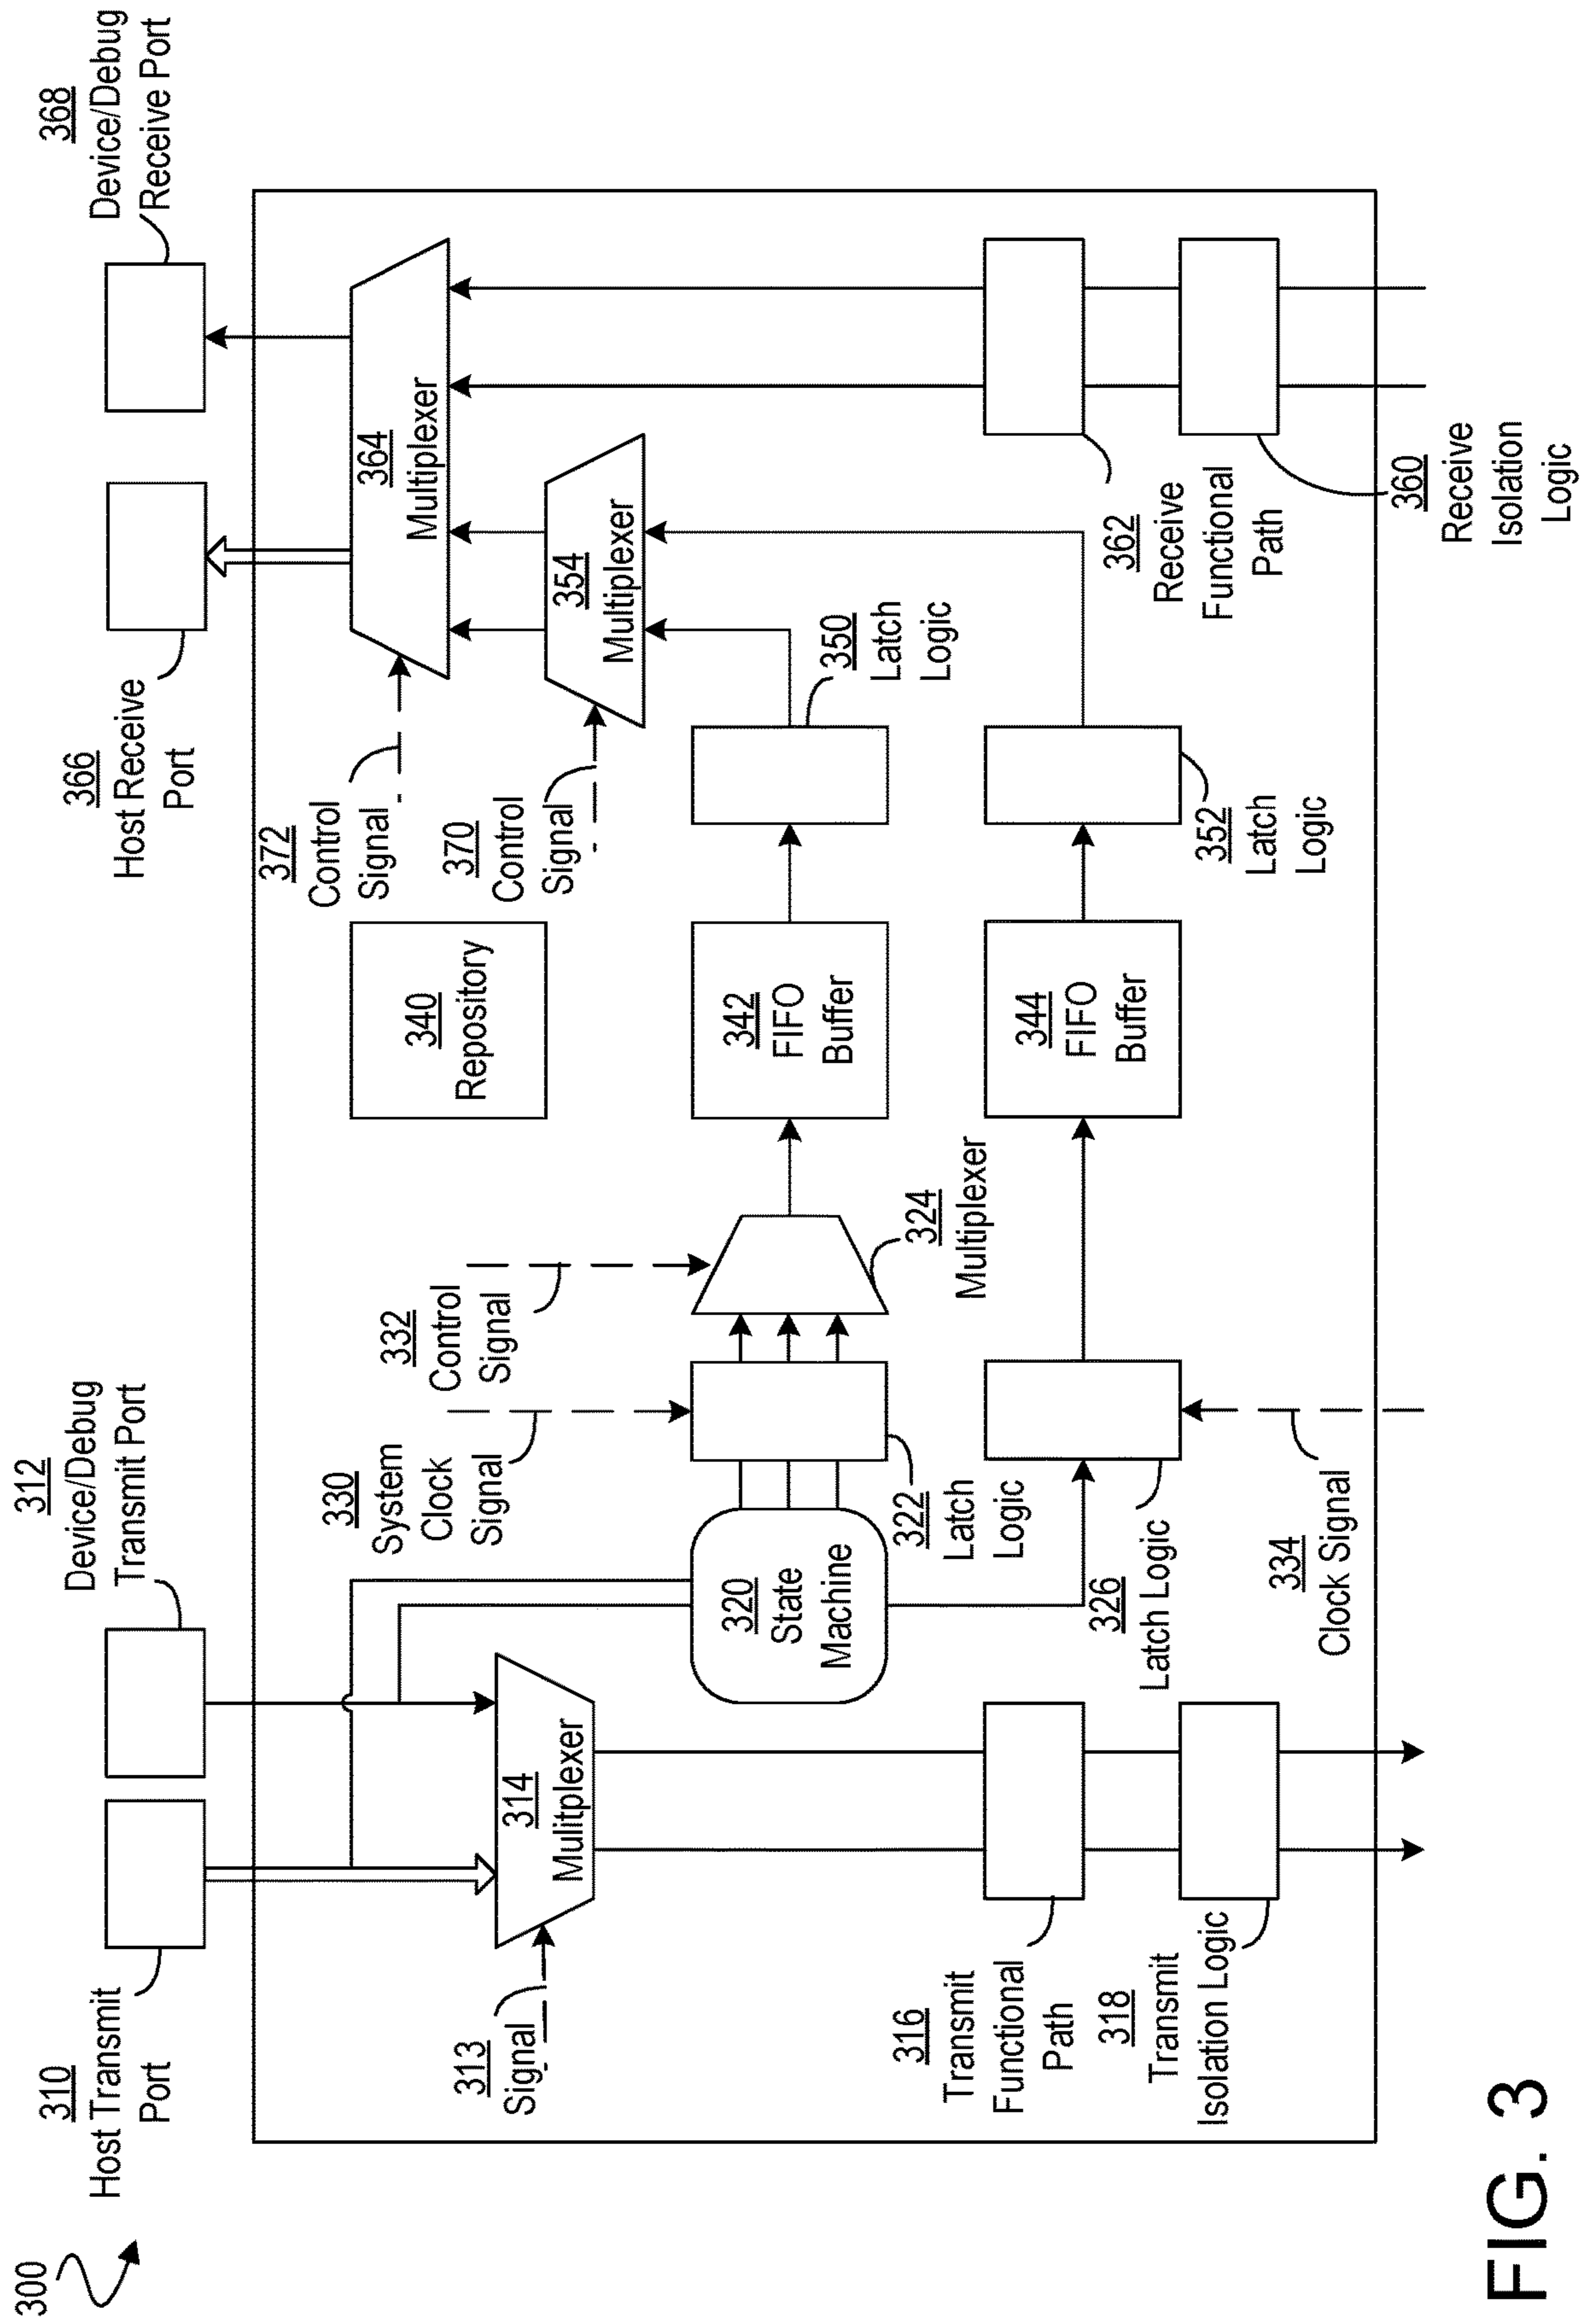 300
310
Host Transmit
Port
312
Device/Debug
Transmit Port
366
Host Receive
Port
368
Device/Debug
Receive Port
313
Signal
314
Mulitplexer
330
System
Clock
Signal
332
Control
Signal
340
Repository
372
Control
Signal
370
Control
Signal
364
Multiplexer
354
Multiplexer
320
State
Machine
322
Latch
Logic
324
Multiplexer
342
FIFO
Buffer
350
Latch
Logic
316
Transmit
Functional
Path
318
Transmit
Isolation Logic
326
Latch Logic
334
Clock Signal
344
FIFO
Buffer
352
Latch
Logic
362
Receive
Functional
Path
360
Receive
Isolation
Logic
FIG. 3